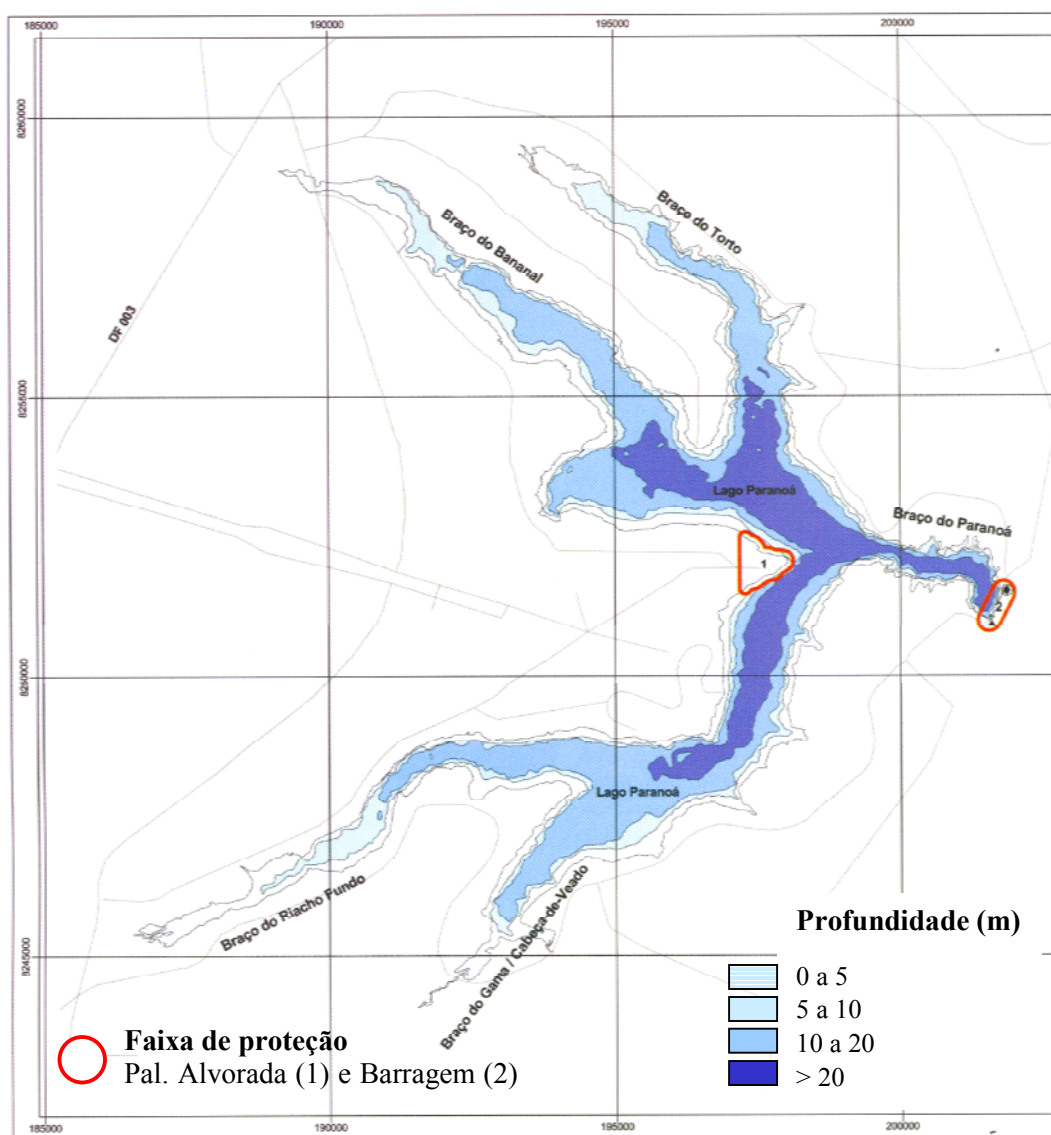 185000
190000
195000
200000
8260000
8255000
8250000
8245000
Braço do Torto
Braço do Bananal
DF 003
Lago Paranoá
Braço do Paranoá
1
2
1
Lago Paranoá
Braço do Riacho Fundo
Braço do Gama / Cabeça-de-Veado
Profundidade (m)
0 a 5
5 a 10
10 a 20
> 20
Faixa de proteção
Pal. Alvorada (1) e Barragem (2)
185000
190000
195000
200000